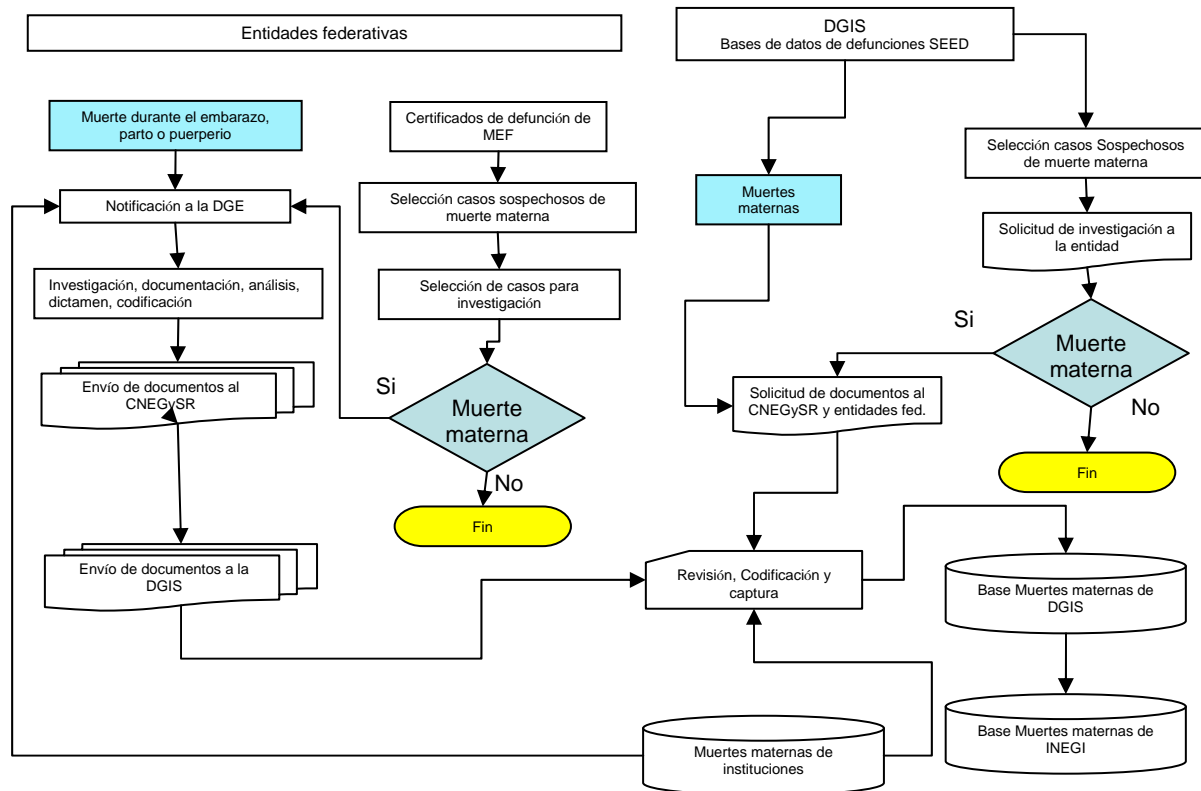 Entidades federativas
DGIS
Bases de datos de defunciones SEED
Muerte durante el embarazo,
parto o puerperio
Certificados de defunción de
MEF
Selección casos Sospechosos
de muerte materna
Notificación a la DGE
Selección casos sospechosos de
muerte materna
Muertes
maternas
Solicitud de investigación a
la entidad
Investigación, documentación, análisis,
dictamen, codificación
Selección de casos para
investigación
Si
Muerte
materna
No
Envío de documentos al
CNEGySR
Si
Muerte
materna
No
Solicitud de documentos al
CNEGySR y entidades fed.
Fin
Fin
Envío de documentos a la
DGIS
Revisión, Codificación y
captura
Base Muertes maternas de
DGIS
Muertes maternas de
instituciones
Base Muertes maternas de
INEGI